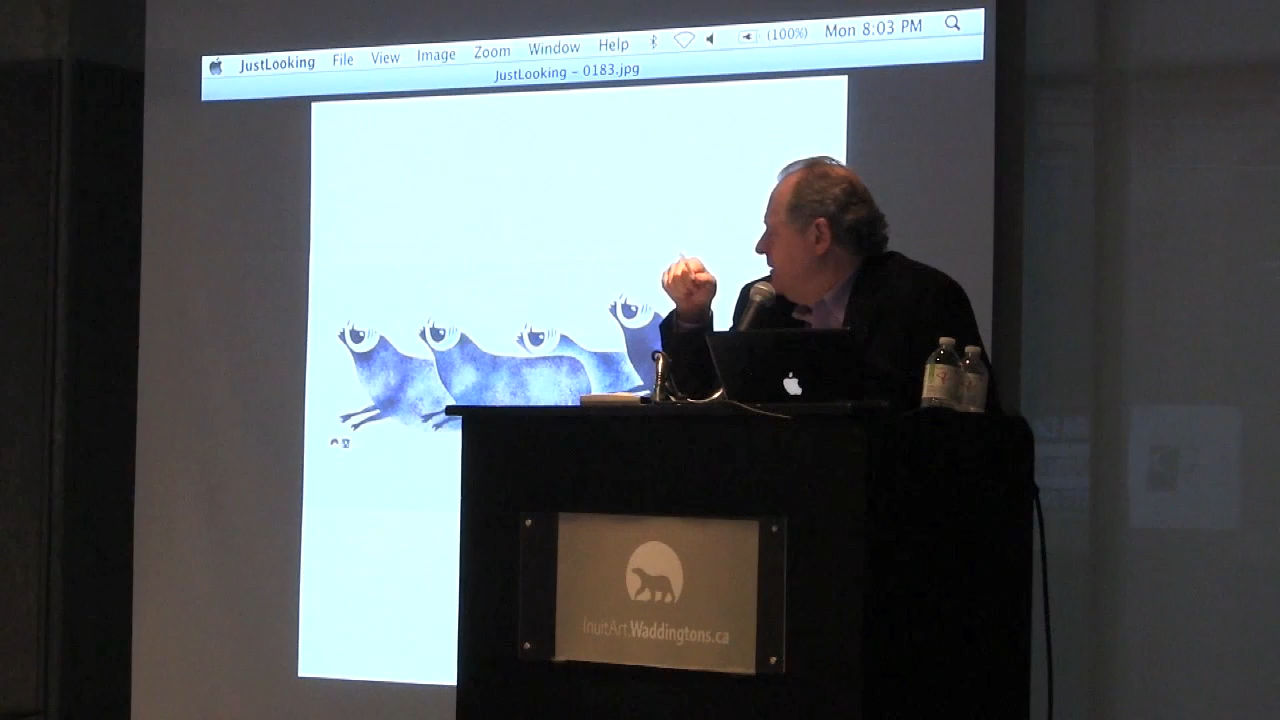 JustLooking File View Image Zoom Window Help (100%) Mon 8:03 PM
JustLooking – 0183.jpg
InuitArt.Waddingtons.ca